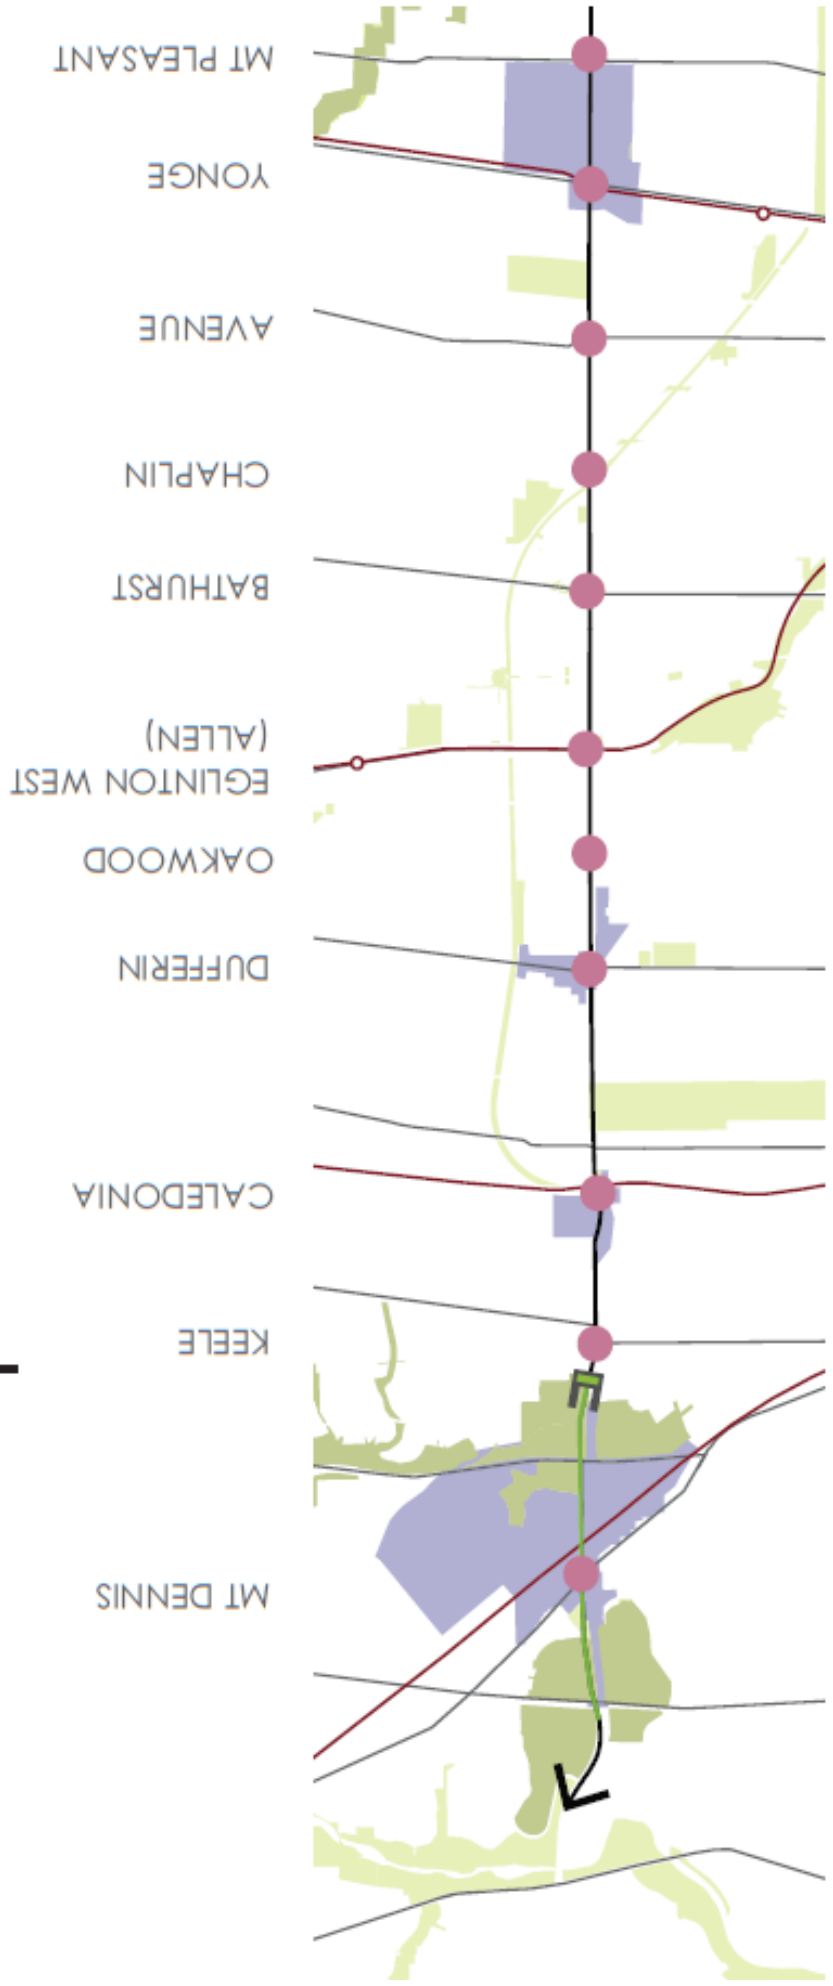 MT DENNIS
KEELE
CALEDONIA
DUFFERIN
OAKWOOD
EGLINTON WEST
(ALLEN)
BATHURST
CHAPLIN
AVENUE
YONGE
MT PLEASANT